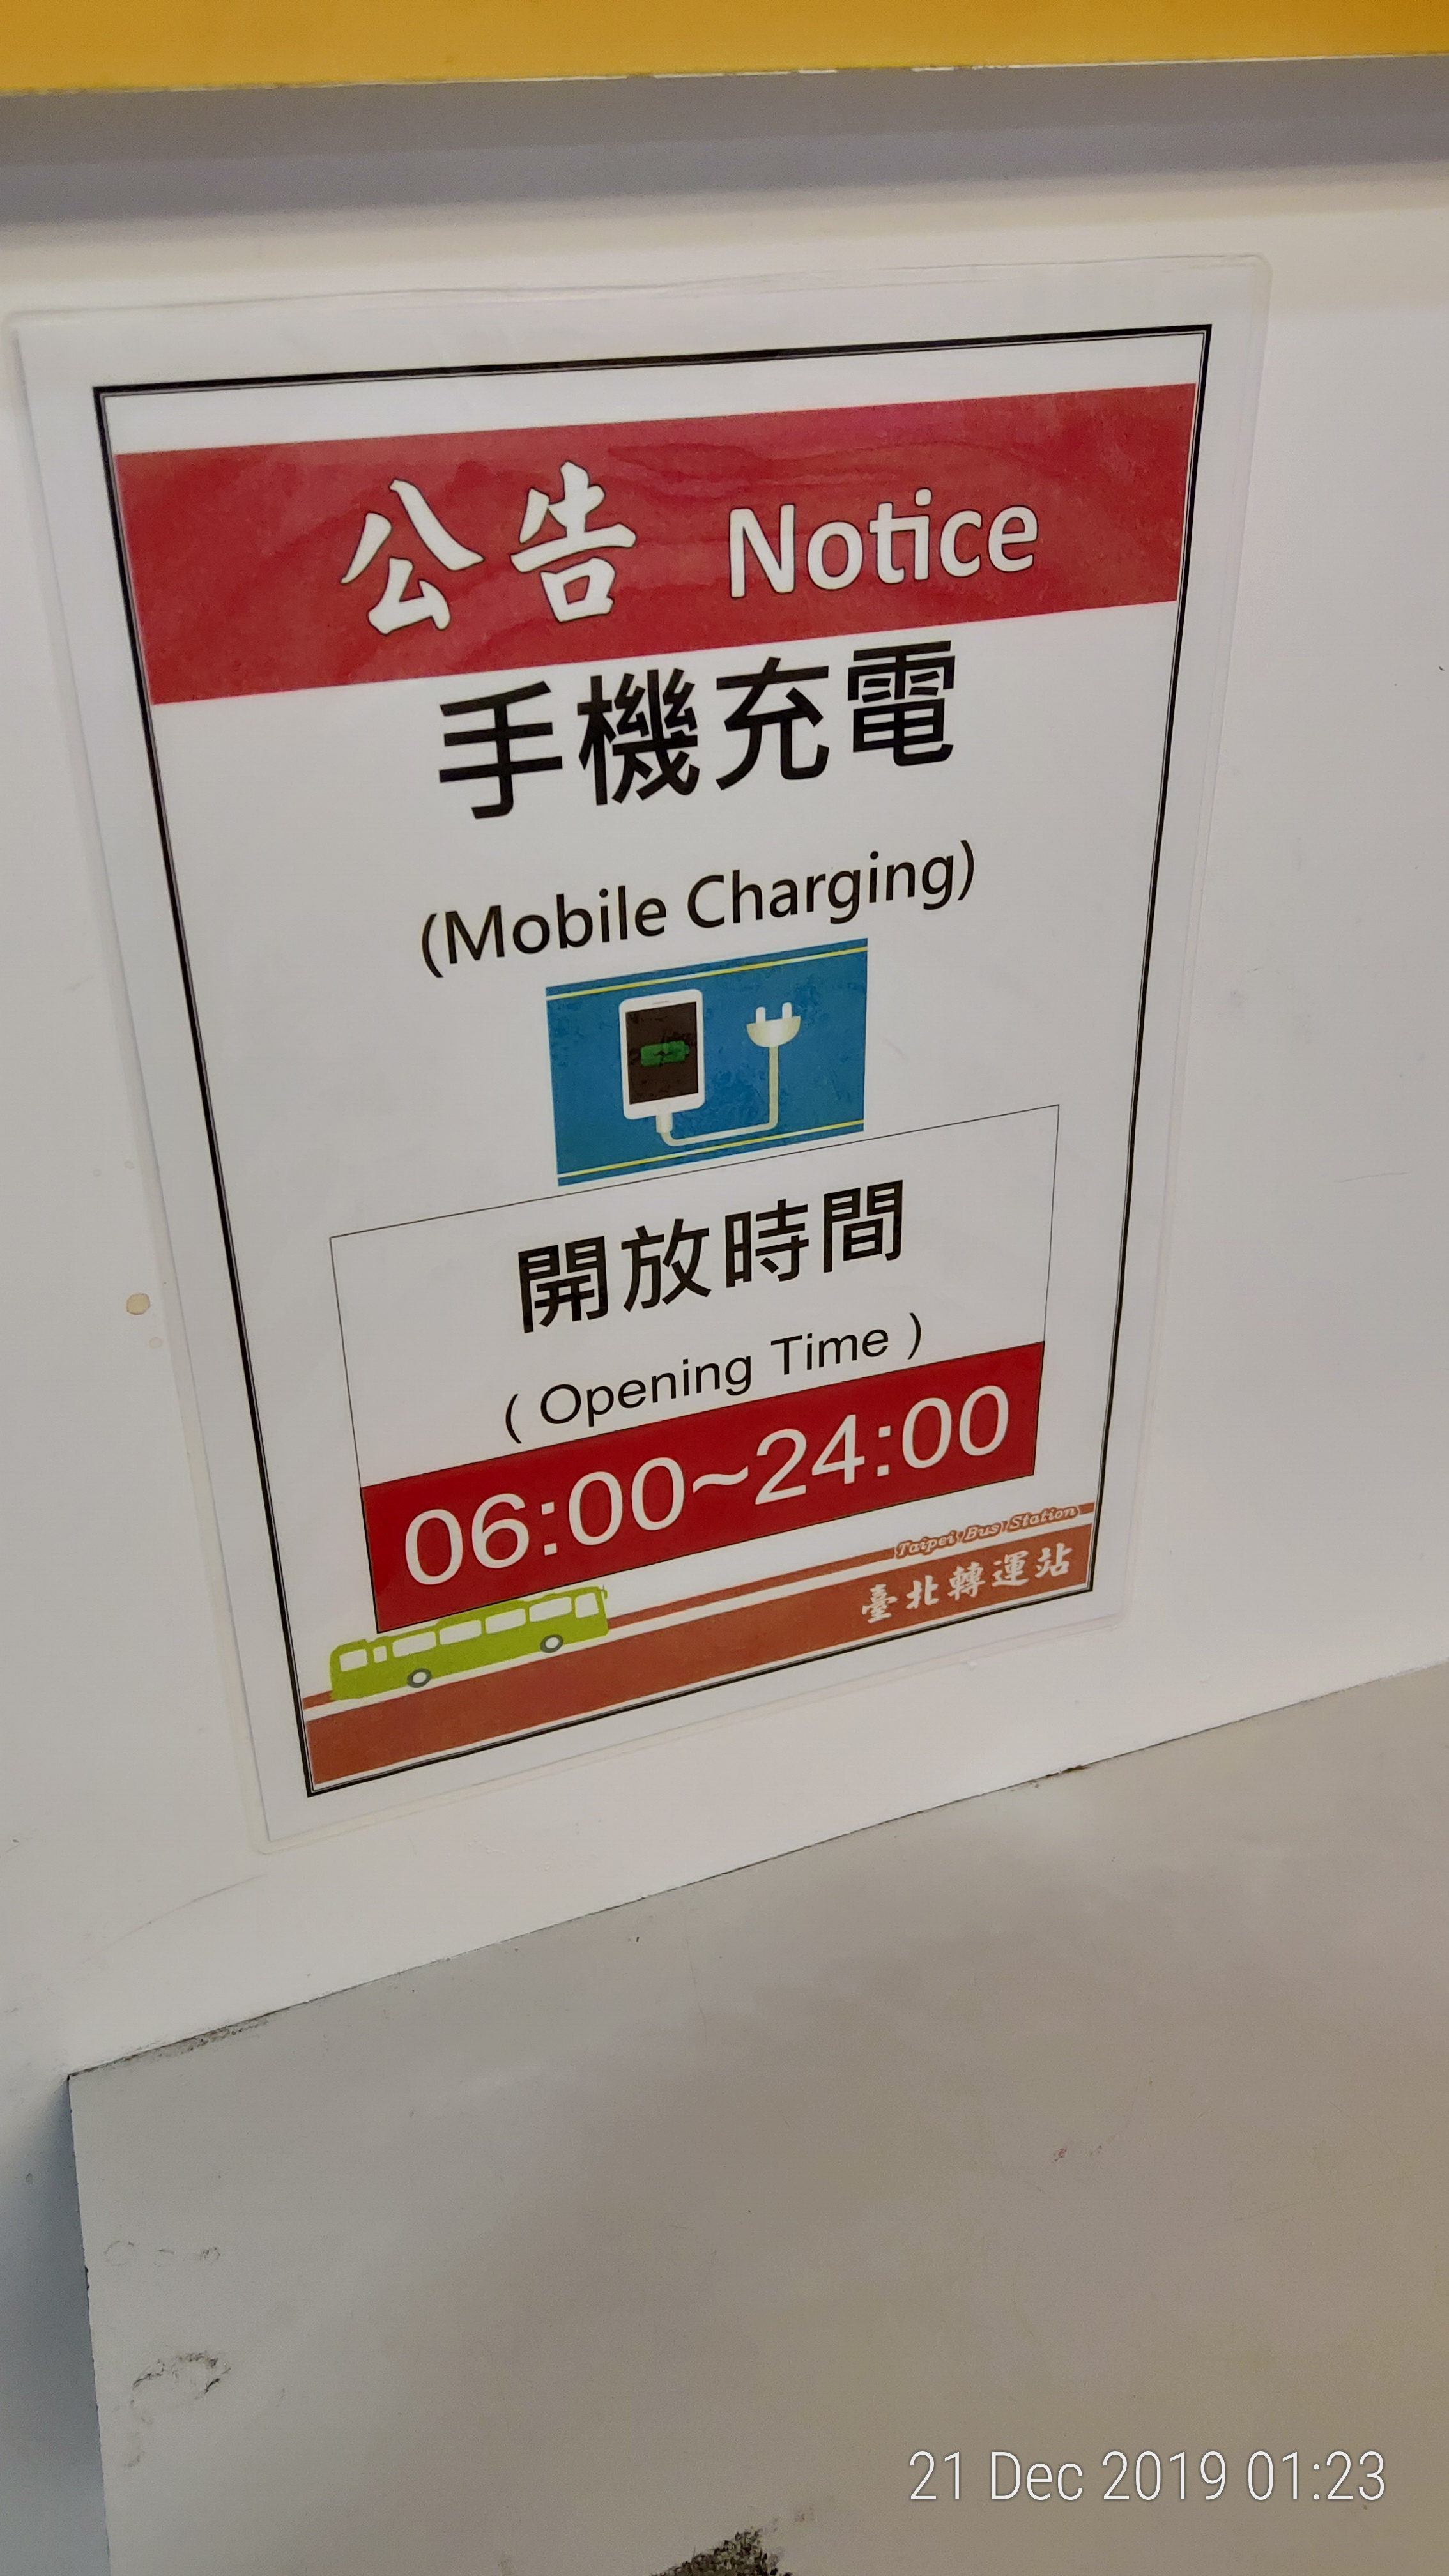 公告 Notice
手機充電
(Mobile Charging)
開放時間
( Opening Time )
06:00~24:00
Taipei Bus Station
臺北轉運站
21 Dec 2019 01:23